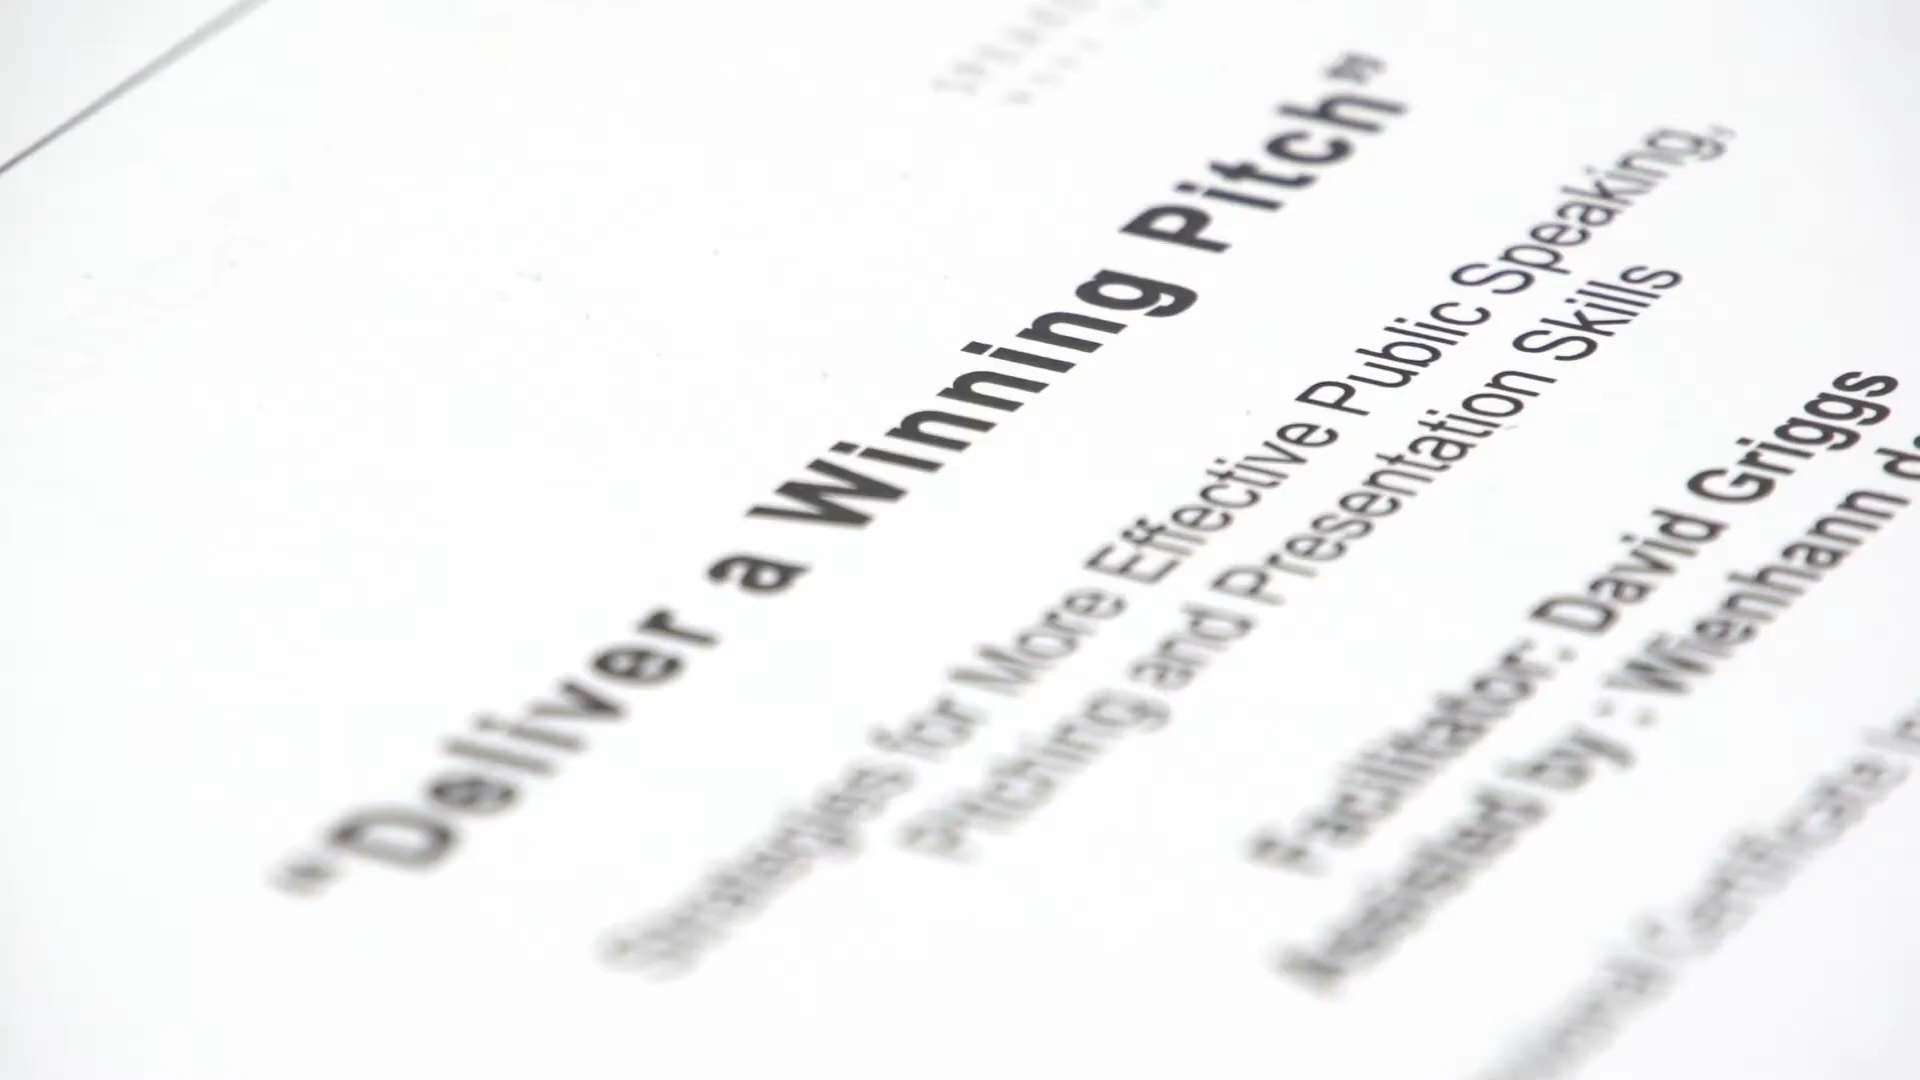 "Deliver a Winning Pitch"
Strategies for More Effective Public Speaking,
Pitching and Presentation Skills
Facilitator: David Griggs
Assisted by : Wienhann
Certificate